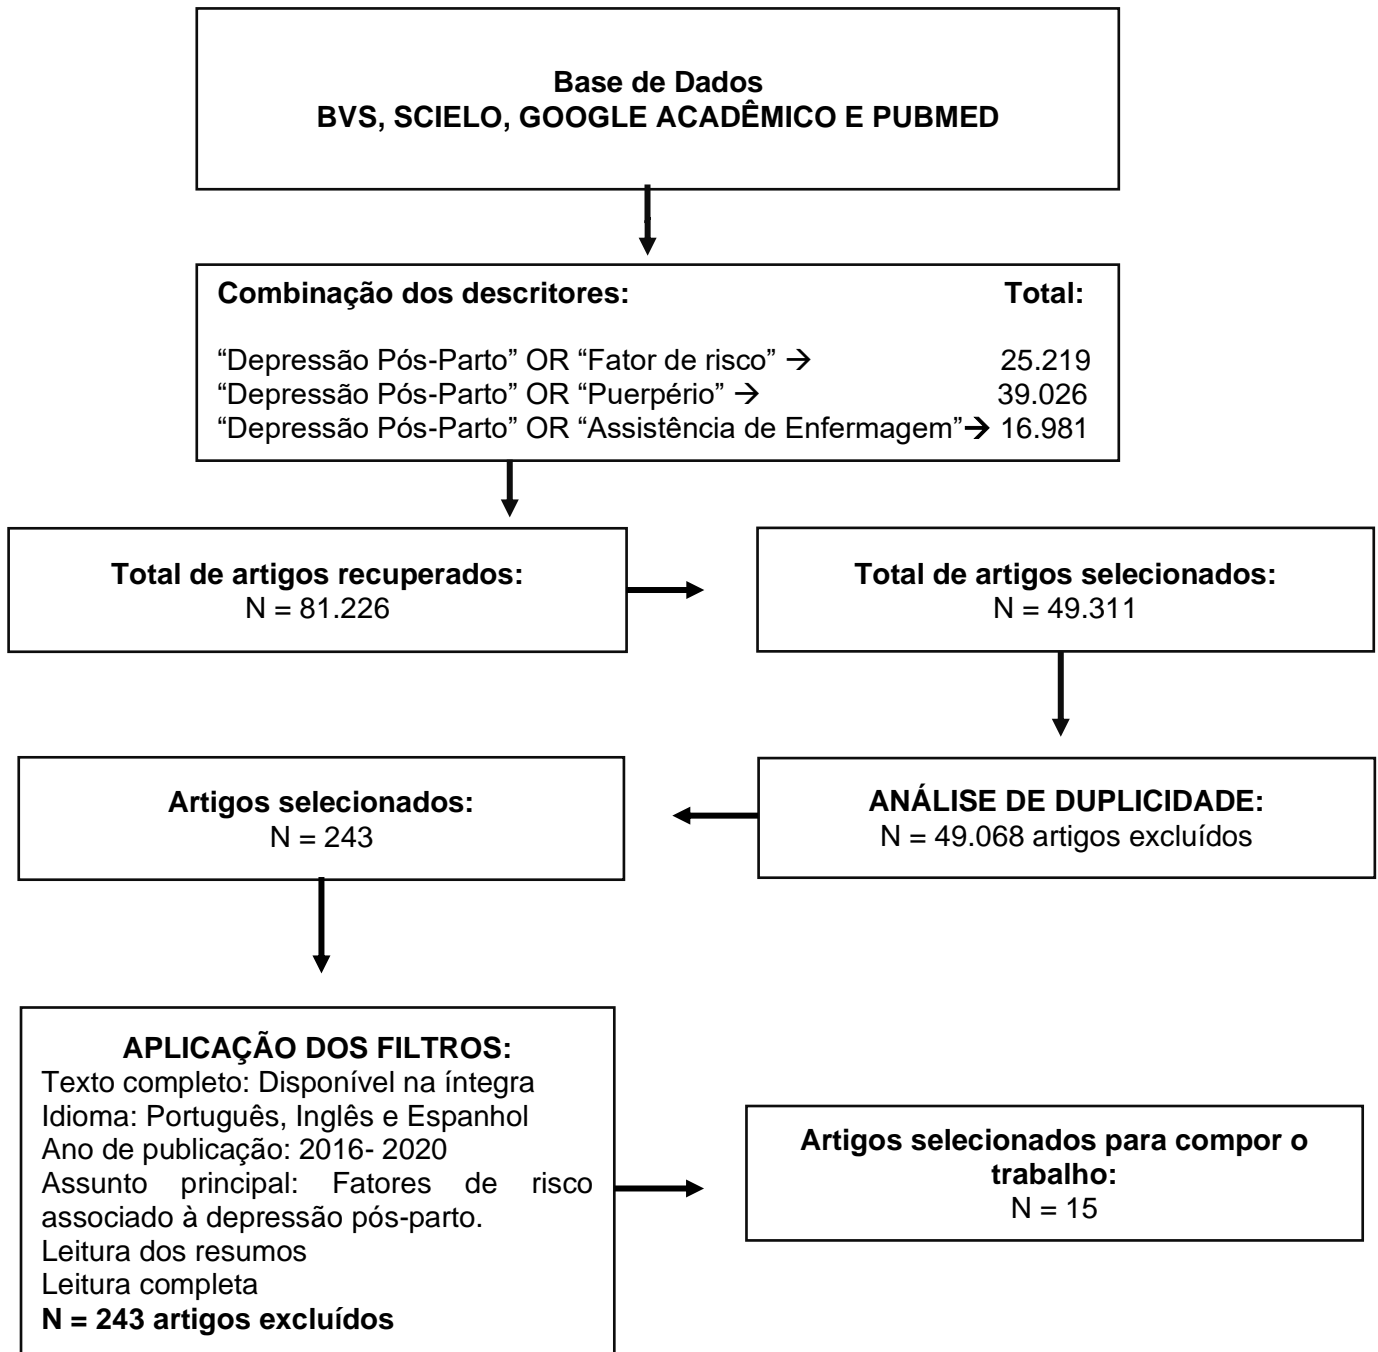 Base de Dados
BVS, SCIELO, GOOGLE ACADÊMICO E PUBMED
Combinação dos descritores: Total:
“Depressão Pós-Parto” OR “Fator de risco” → 25.219
“Depressão Pós-Parto” OR “Puerpério” → 39.026
“Depressão Pós-Parto” OR “Assistência de Enfermagem”→ 16.981
Total de artigos recuperados:
N = 81.226
Total de artigos selecionados:
N = 49.311
ANÁLISE DE DUPLICIDADE:
N = 49.068 artigos excluídos
Artigos selecionados:
N = 243
APLICAÇÃO DOS FILTROS:
Texto completo: Disponível na íntegra
Idioma: Português, Inglês e Espanhol
Ano de publicação: 2016- 2020
Assunto principal: Fatores de risco
associado à depressão pós-parto.
Leitura dos resumos
Leitura completa
N = 243 artigos excluídos
Artigos selecionados para compor o
trabalho:
N = 15